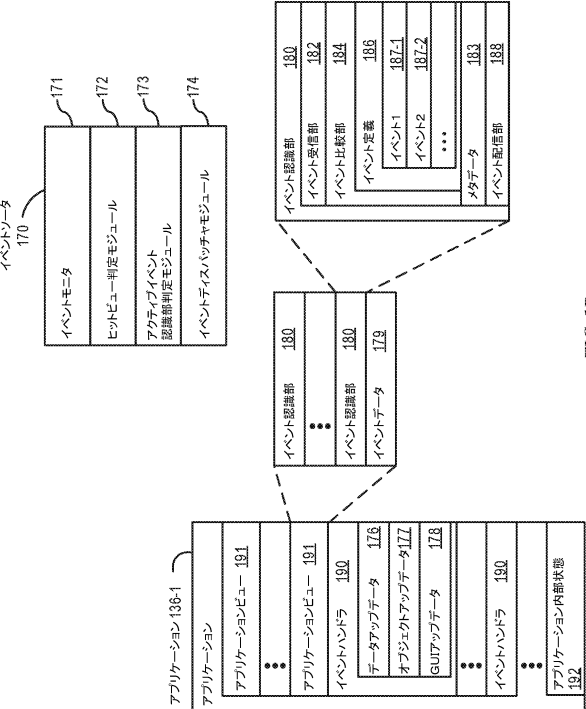 イベントソータ
170
イベントモニタ
171
ヒットビュー判定モジュール
172
アクティブイベント
認識部判定モジュール
173
イベントディスパッチャモジュール
174
アプリケーション 136-1
アプリケーション
アプリケーションビュー 191
アプリケーションビュー 191
イベントハンドラ 190
データアップデータ 176
オブジェクトアップデータ 177
GUIアップデータ 178
イベントハンドラ 190
アプリケーション内部状態
192
イベント認識部 180
イベント認識部 180
イベントデータ 179
イベント認識部 180
イベント受信部 182
イベント比較部 184
イベント定義 186
イベント1 187-1
イベント2 187-2
メタデータ 183
イベント配信部 188